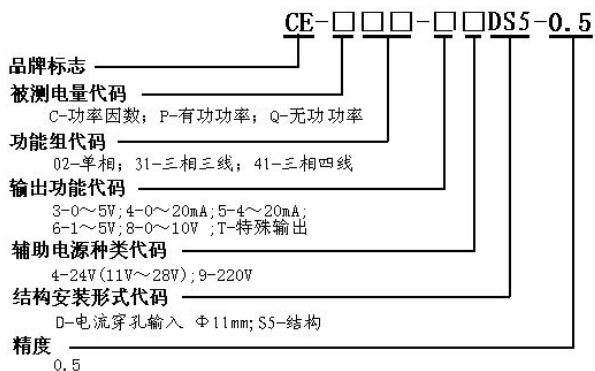 CE-□□□-□□DS5-0.5
品牌标志
被测电量代码
C-功率因数；P-有功功率；Q-无功功率
功能组代码
02-单相；31-三相三线；41-三相四线
输出功能代码
3-0～5V;4-0～20mA;5-4～20mA;
6-1～5V;8-0～10V ;T-特殊输出
辅助电源种类代码
4-24V(11V～28V);9-220V
结构安装形式代码
D-电流穿孔输入 Φ11mm;S5-结构
精度
0.5